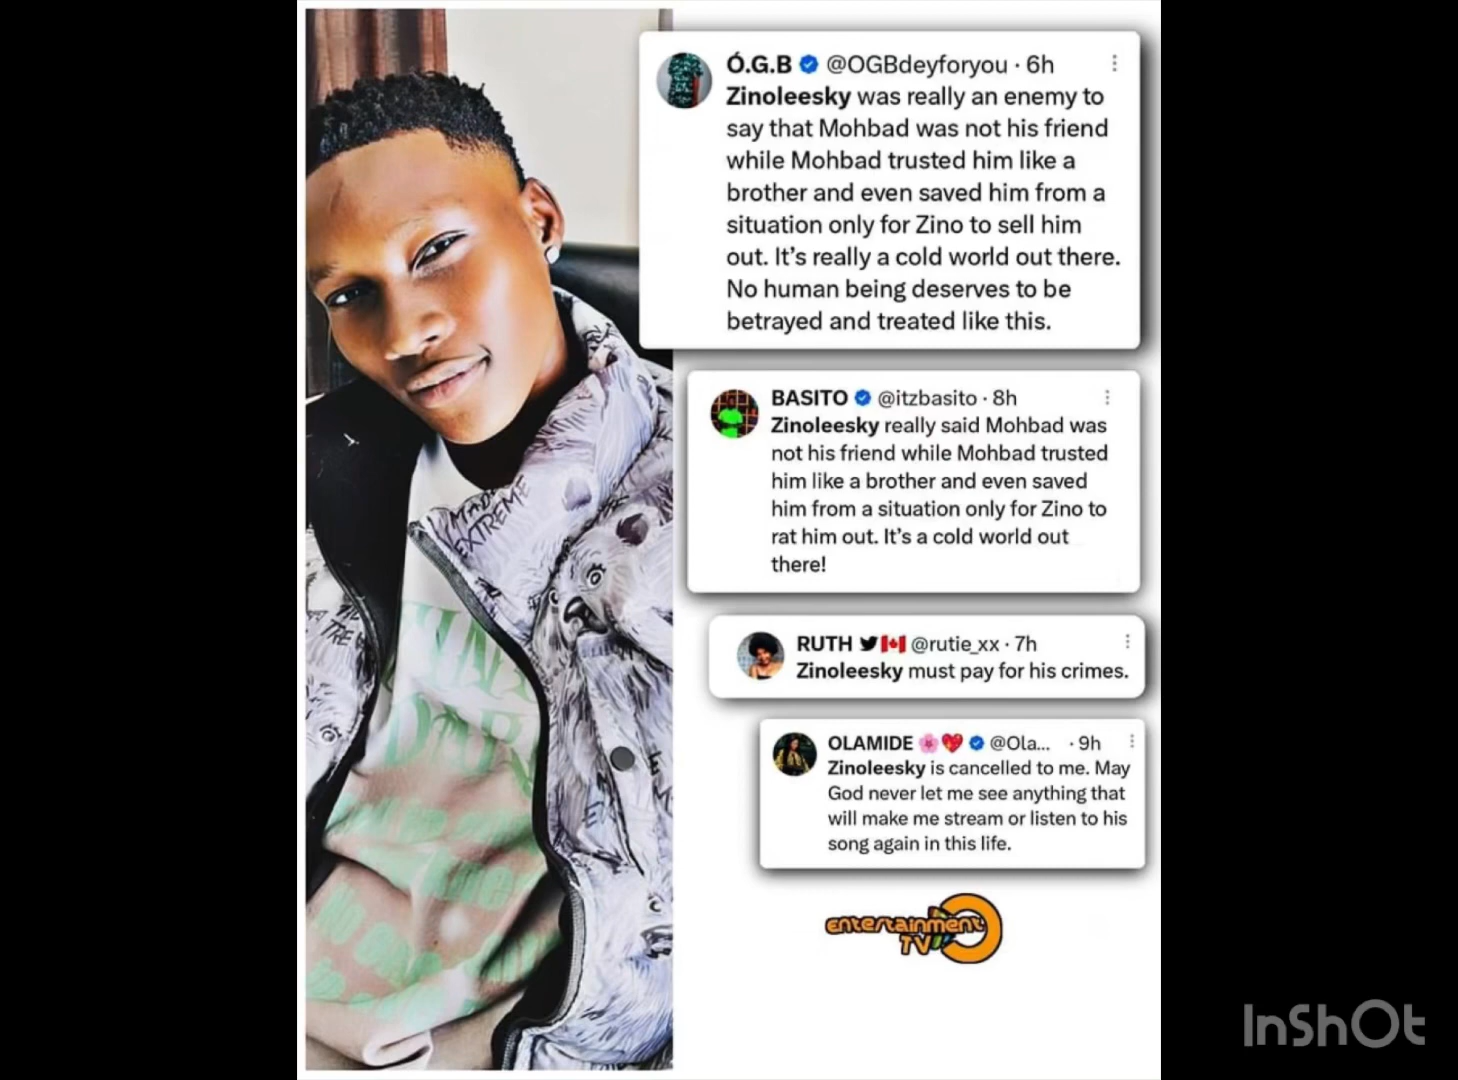 Ó.G.B @OGBdeyforyou · 6h
Zinoleesky was really an enemy to
say that Mohbad was not his friend
while Mohbad trusted him like a
brother and even saved him from a
situation only for Zino to sell him
out. It’s really a cold world out there.
No human being deserves to be
betrayed and treated like this.
BASITO @itzbasito · 8h
Zinoleesky really said Mohbad was
not his friend while Mohbad trusted
him like a brother and even saved
him from a situation only for Zino to
rat him out. It’s a cold world out
there!
RUTH @rutie_xx · 7h
Zinoleesky must pay for his crimes.
OLAMIDE @Ola... · 9h
Zinoleesky is cancelled to me. May
God never let me see anything that
will make me stream or listen to his
song again in this life.
EXTREME
entertainment
TV
InShOt